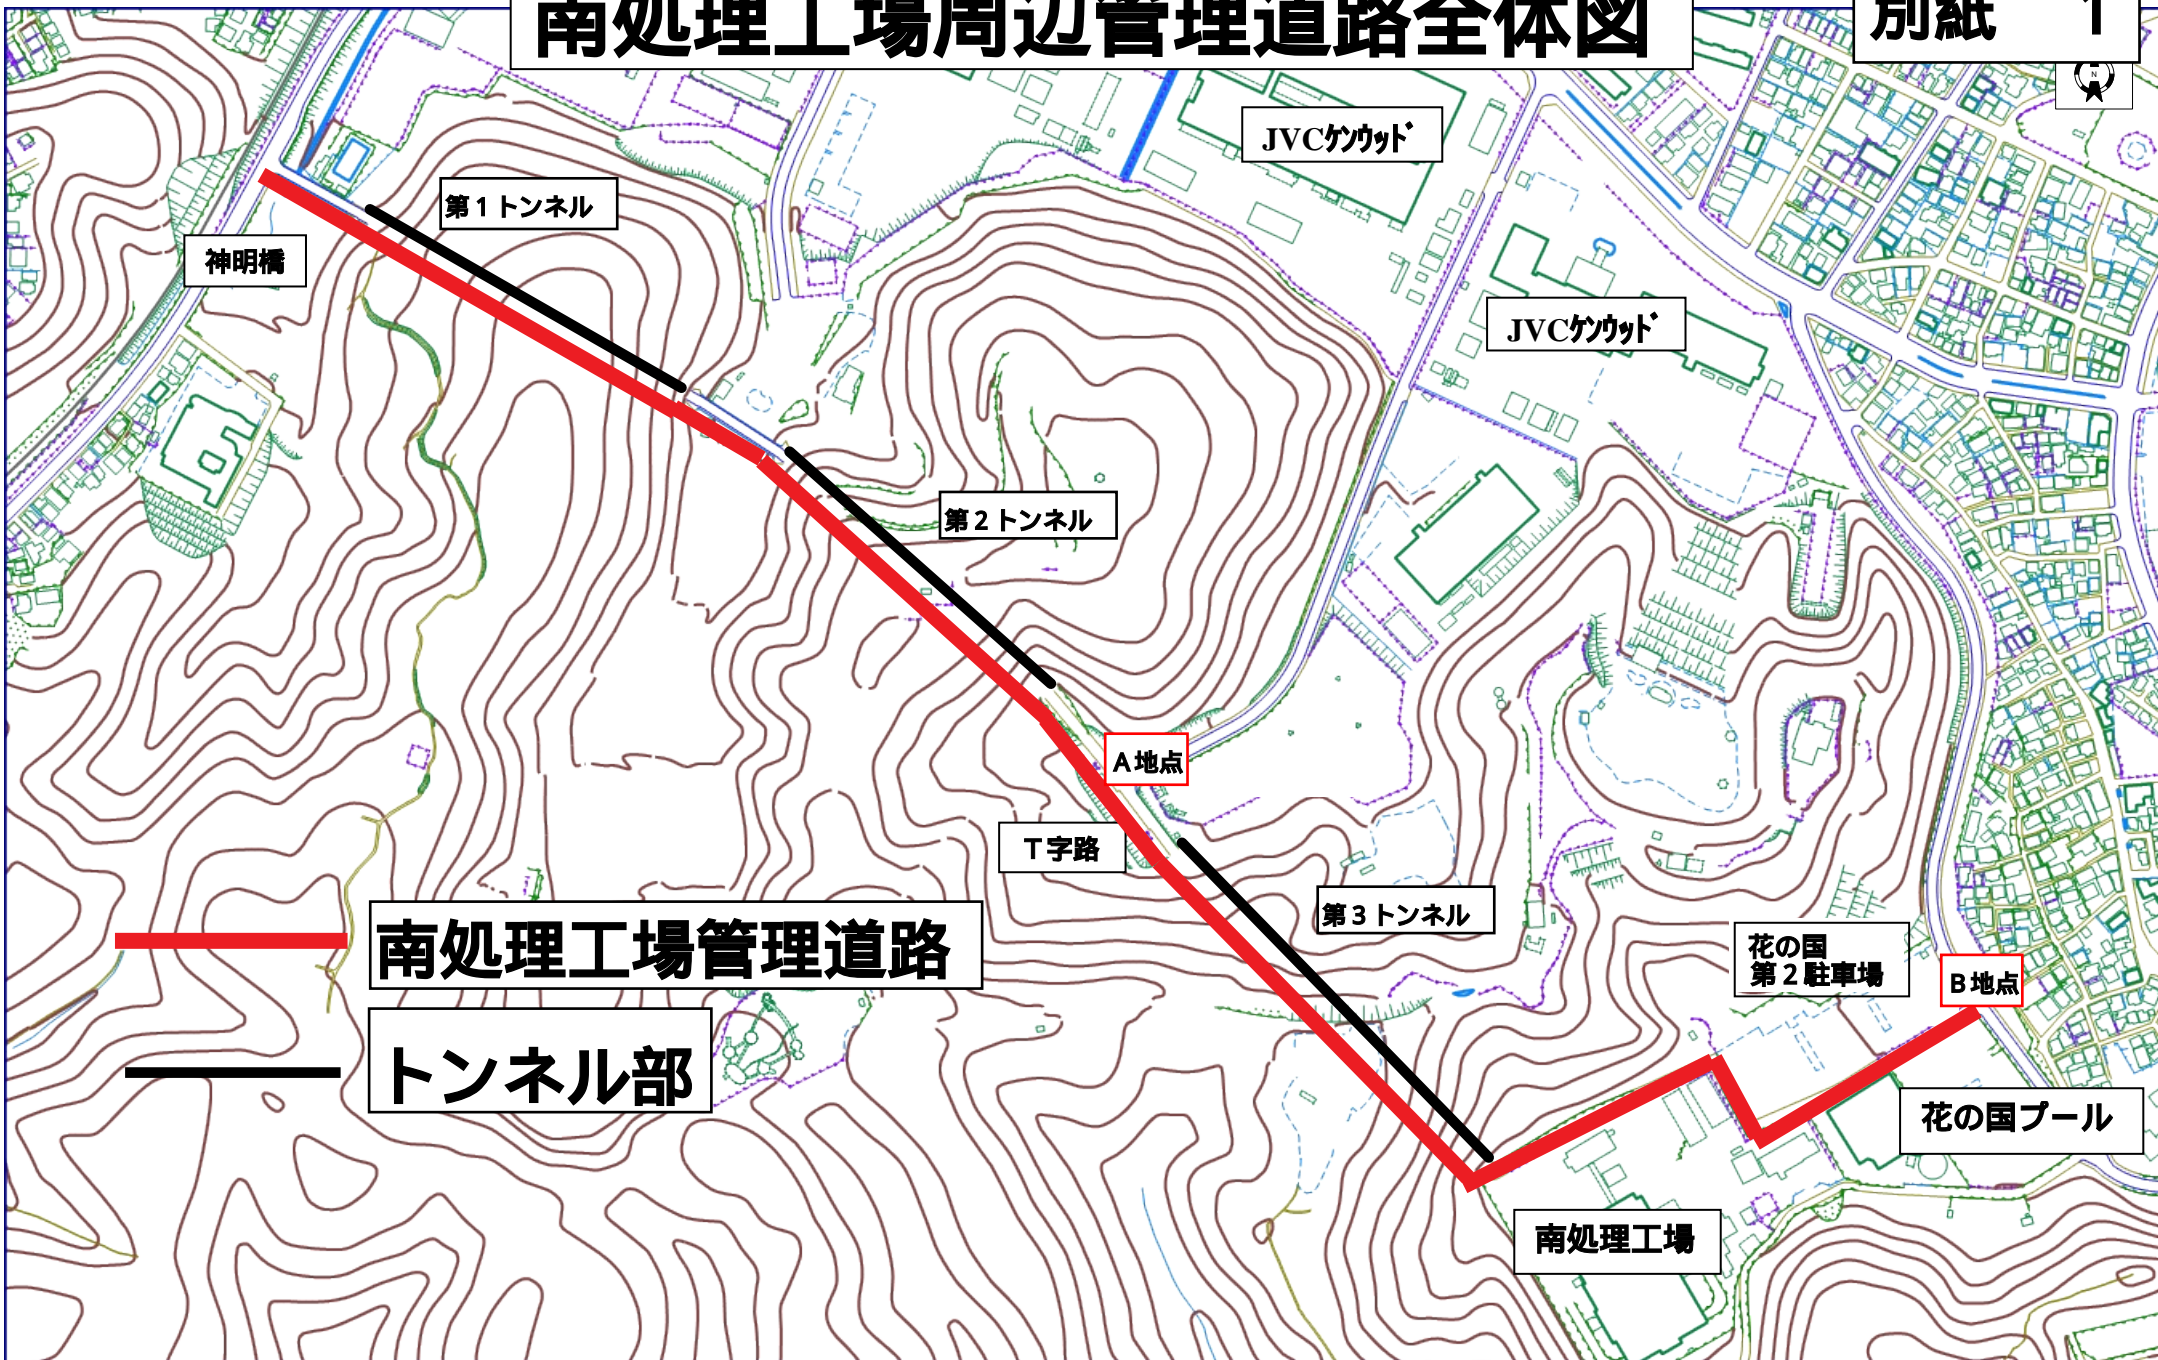 南処理工場周辺管理道路全体図
別紙　1
N
JVCケンウッド
第1トンネル
神明橋
JVCケンウッド
第2トンネル
A地点
T字路
第3トンネル
南処理工場管理道路
花の国
第2駐車場
B地点
トンネル部
花の国プール
南処理工場